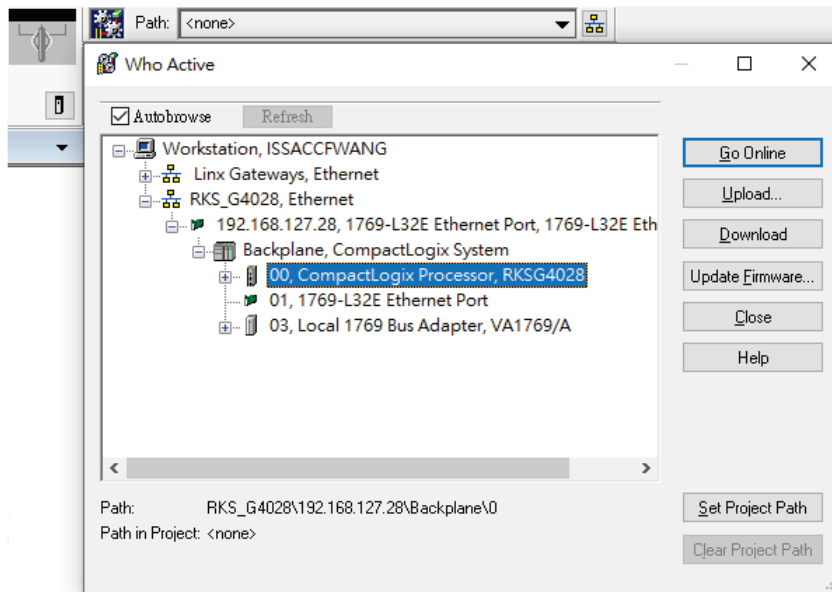 Path: <none>
Who Active
Autobrowse Refresh
Workstation, ISSACCFWANG
Linx Gateways, Ethernet
RKS_G4028, Ethernet
192.168.127.28, 1769-L32E Ethernet Port, 1769-L32E Eth
Backplane, CompactLogix System
00, CompactLogix Processor, RKSG4028
01, 1769-L32E Ethernet Port
03, Local 1769 Bus Adapter, VA1769/A
Go Online
Upload...
Download
Update Firmware...
Close
Help
Path: RKS_G4028\192.168.127.28\Backplane\0
Path in Project: <none>
Set Project Path
Clear Project Path